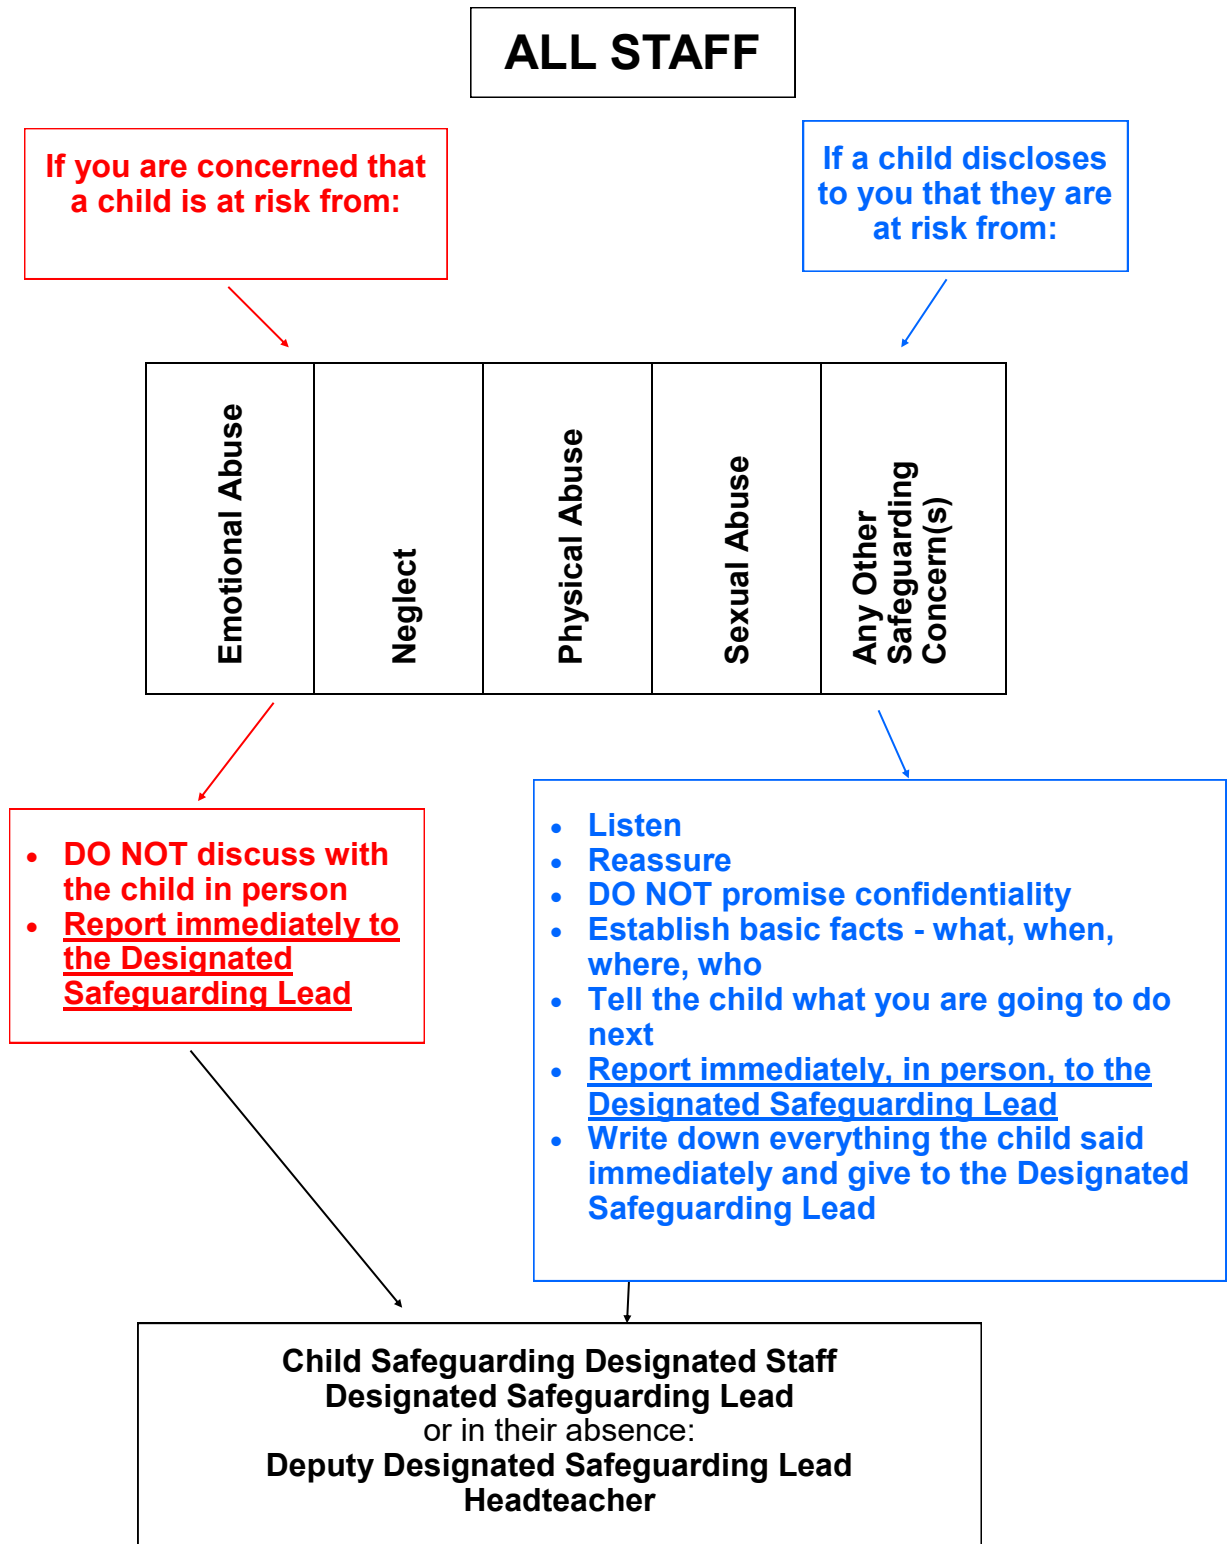 ALL STAFF
If you are concerned that
a child is at risk from:
If a child discloses
to you that they are
at risk from:
Emotional Abuse
Neglect
Physical Abuse
Sexual Abuse
Any Other
Safeguarding
Concern(s)
• DO NOT discuss with
the child in person
• Report immediately to
the Designated
Safeguarding Lead
• Listen
• Reassure
• DO NOT promise confidentiality
• Establish basic facts - what, when,
where, who
• Tell the child what you are going to do
next
• Report immediately, in person, to the
Designated Safeguarding Lead
• Write down everything the child said
immediately and give to the Designated
Safeguarding Lead
Child Safeguarding Designated Staff
Designated Safeguarding Lead
or in their absence:
Deputy Designated Safeguarding Lead
Headteacher